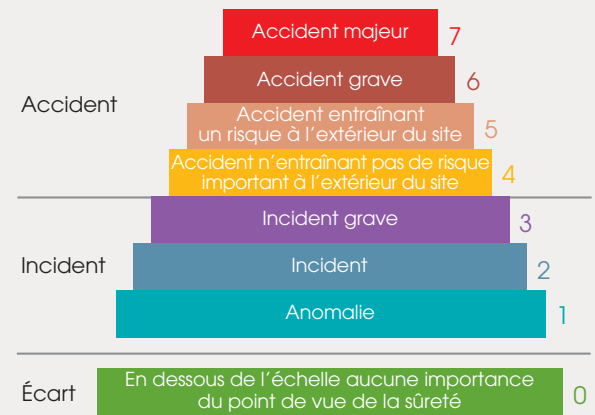 Accident majeur 7
Accident grave 6
Accident
Accident entraînant
un risque à l'extérieur du site 5
Accident n'entraînant pas de risque
important à l'extérieur du site 4
Incident grave 3
Incident
Incident 2
Anomalie 1
Écart
En dessous de l'échelle aucune importance
du point de vue de la sûreté 0